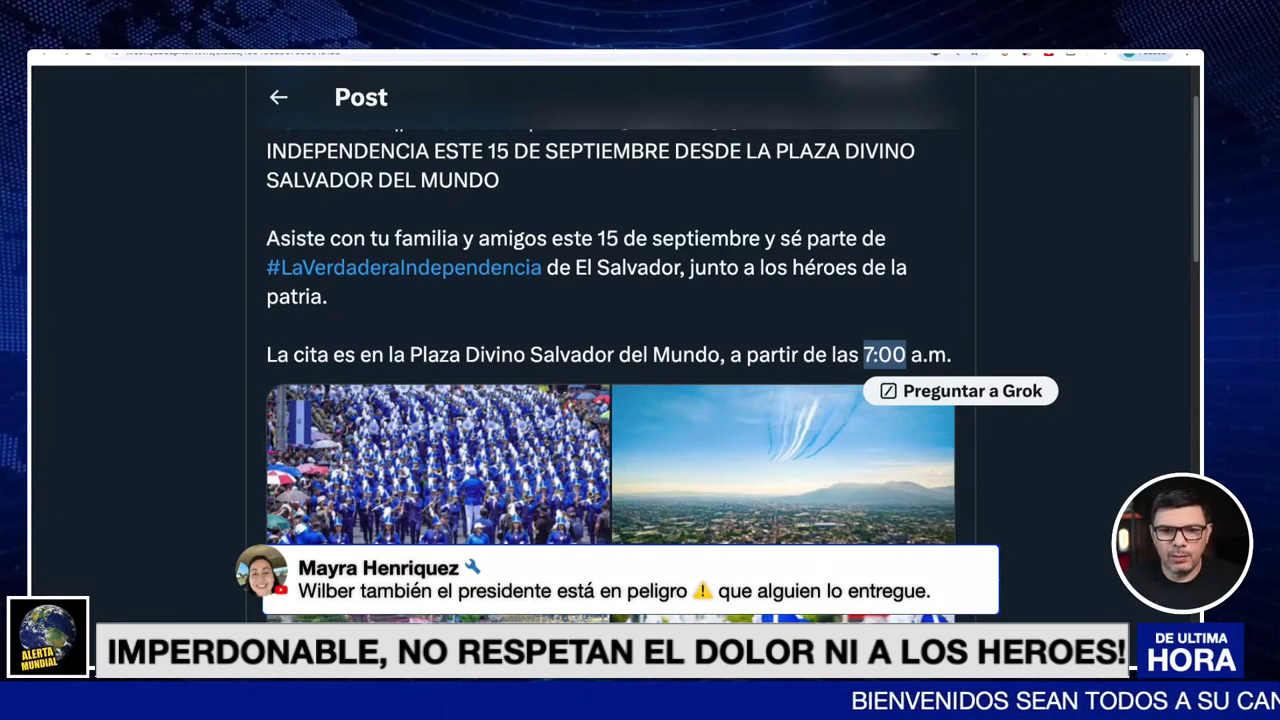 Post
INDEPENDENCIA ESTE 15 DE SEPTIEMBRE DESDE LA PLAZA DIVINO
SALVADOR DEL MUNDO
Asiste con tu familia y amigos este 15 de septiembre y sé parte de
#LaVerdaderaIndependencia de El Salvador, junto a los héroes de la
patria.
La cita es en la Plaza Divino Salvador del Mundo, a partir de las 7:00 a.m.
Preguntar a Grok
Mayra Henriquez
Wilber también el presidente está en peligro ⚠️ que alguien lo entregue.
ALERTA
MUNDIAL
IMPERDONABLE, NO RESPETAN EL DOLOR NI A LOS HEROES!
DE ULTIMA
HORA
BIENVENIDOS SEAN TODOS A SU CAN